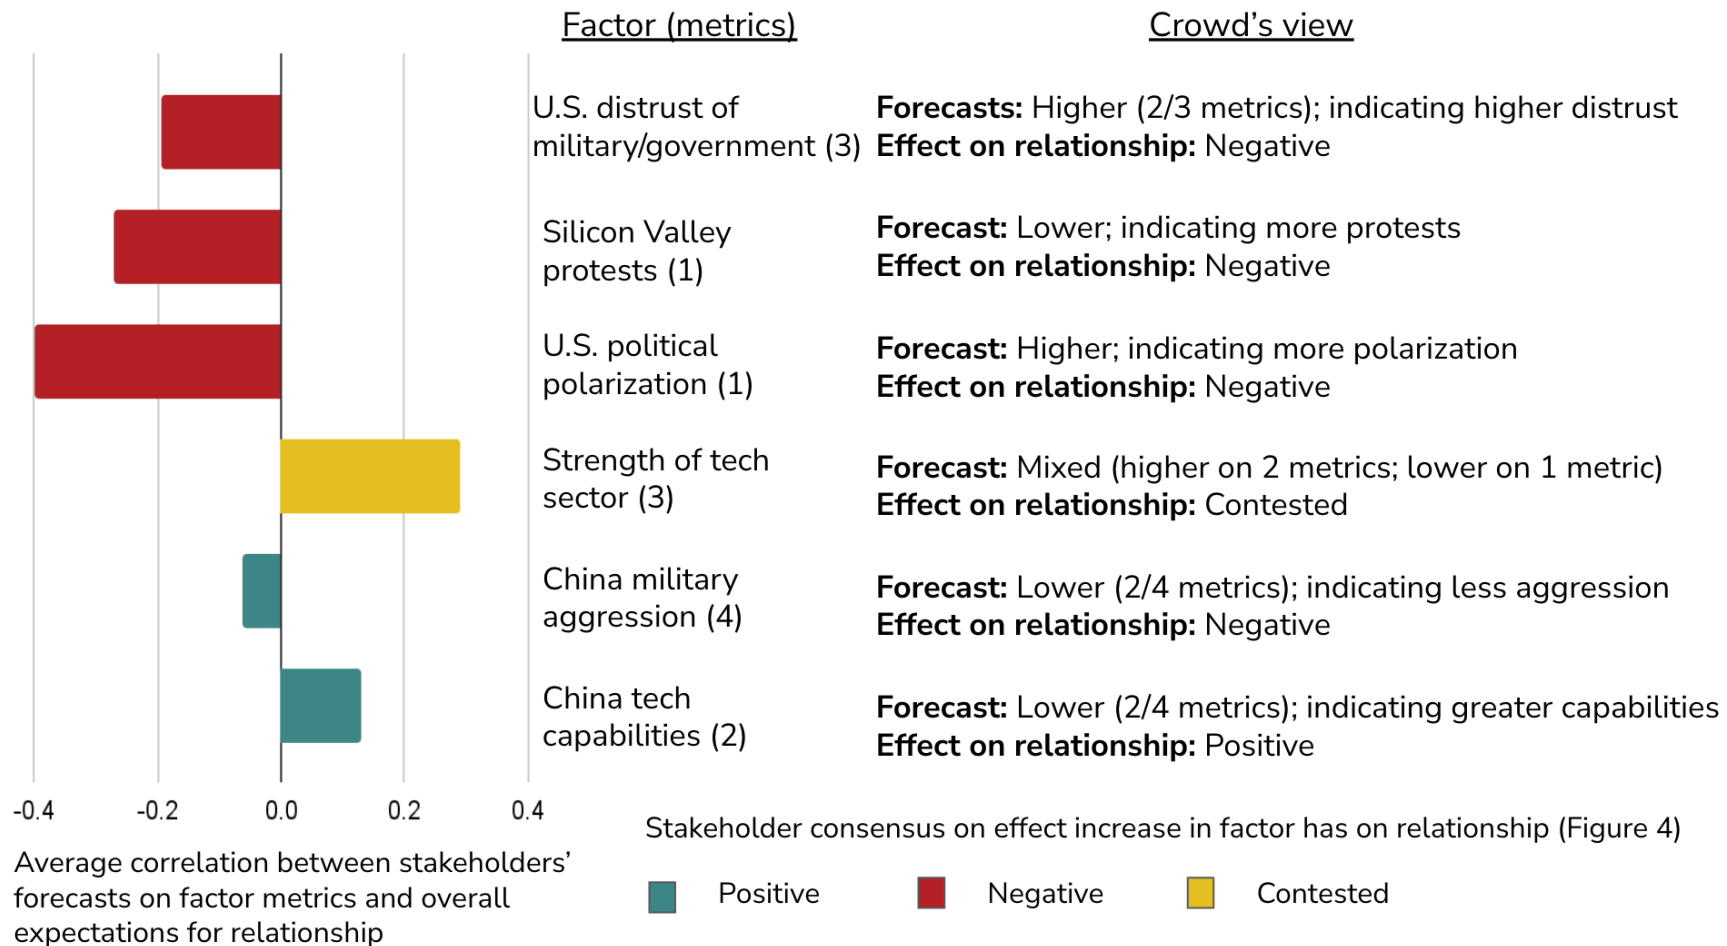 Factor (metrics)
Crowd's view
U.S. distrust of
military/government (3)
Forecasts: Higher (2/3 metrics); indicating higher distrust
Effect on relationship: Negative
Silicon Valley
protests (1)
Forecast: Lower; indicating more protests
Effect on relationship: Negative
U.S. political
polarization (1)
Forecast: Higher; indicating more polarization
Effect on relationship: Negative
Strength of tech
sector (3)
Forecast: Mixed (higher on 2 metrics; lower on 1 metric)
Effect on relationship: Contested
China military
aggression (4)
Forecast: Lower (2/4 metrics); indicating less aggression
Effect on relationship: Negative
China tech
capabilities (2)
Forecast: Lower (2/4 metrics); indicating greater capabilities
Effect on relationship: Positive
-0.4
-0.2
0.0
0.2
0.4
Average correlation between stakeholders'
forecasts on factor metrics and overall
expectations for relationship
Stakeholder consensus on effect increase in factor has on relationship (Figure 4)
Positive
Negative
Contested